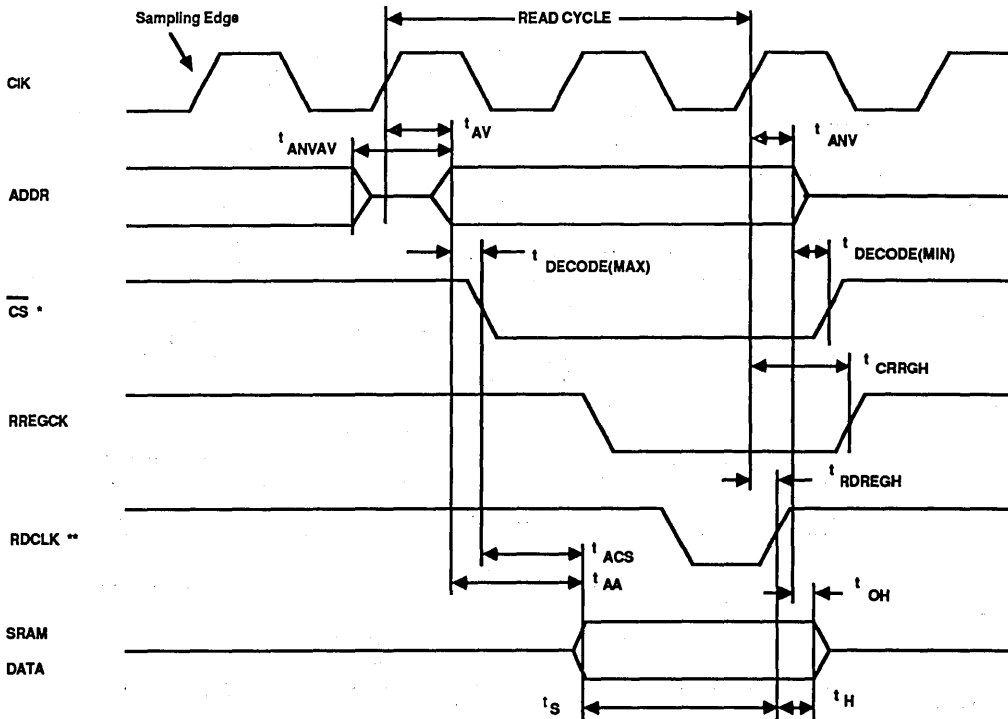 Sampling Edge
READ CYCLE
ClK
t AV
t ANVAV
t ANV
ADDR
t DECODE(MAX)
t DECODE(MIN)
CS *
t CRRGH
RREGCK
t RDREGH
RDCLK **
t ACS
t AA
t OH
SRAM
DATA
t S
t H